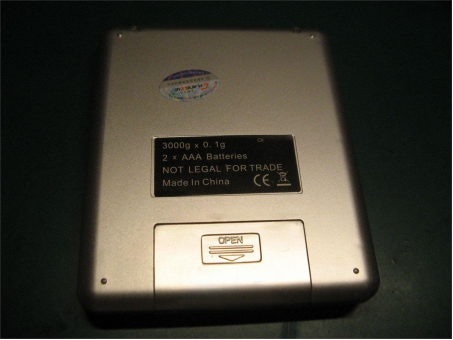 3000g x 0.1g
2 × AAA Batteries
NOT LEGAL FOR TRADE
Made in China CE
OPEN